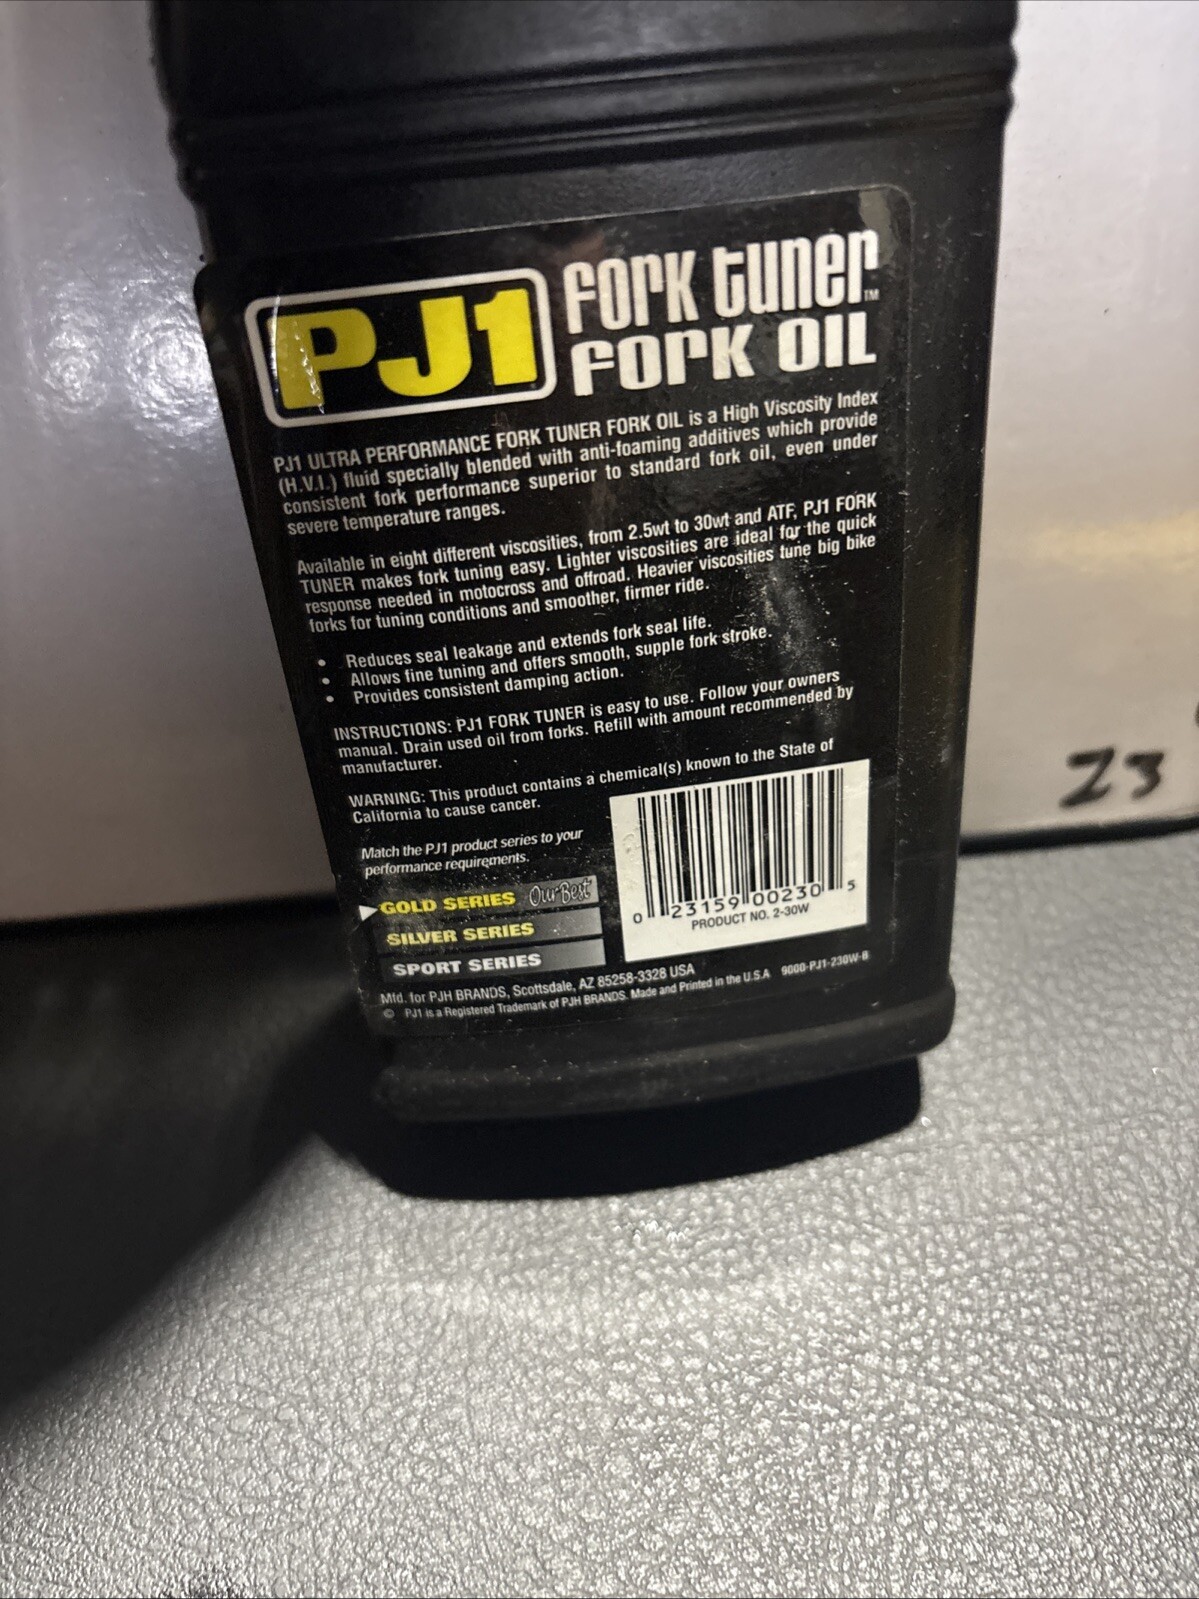 PJ1 fork tuner™
fork oil
PJ1 ULTRA PERFORMANCE FORK TUNER FORK OIL is a High Viscosity Index
(H.V.I.) fluid specially blended with anti-foaming additives which provide
consistent fork performance superior to standard fork oil, even under
severe temperature ranges.
Available in eight different viscosities, from 2.5wt to 30wt and ATF, PJ1 FORK
TUNER makes fork tuning easy. Lighter viscosities are ideal for the quick
response needed in motocross and offroad. Heavier viscosities tune big bike
forks for tuning conditions and smoother, firmer ride.
• Reduces seal leakage and extends fork seal life.
• Allows fine tuning and offers smooth, supple fork stroke.
• Provides consistent damping action.
INSTRUCTIONS: PJ1 FORK TUNER is easy to use. Follow your owners
manual. Drain used oil from forks. Refill with amount recommended by
manufacturer.
WARNING: This product contains a chemical(s) known to the State of
California to cause cancer.
Match the PJ1 product series to your
performance requirements.
GOLD SERIES Our Best
SILVER SERIES
SPORT SERIES
0 23159 00230 5
PRODUCT NO. 2-30W
Mfd. for PJH BRANDS, Scottsdale, AZ 85258-3328 USA
© PJ1 is a Registered Trademark of PJH BRANDS. Made and Printed in the U.S.A 9000-PJ1-230W-B
23